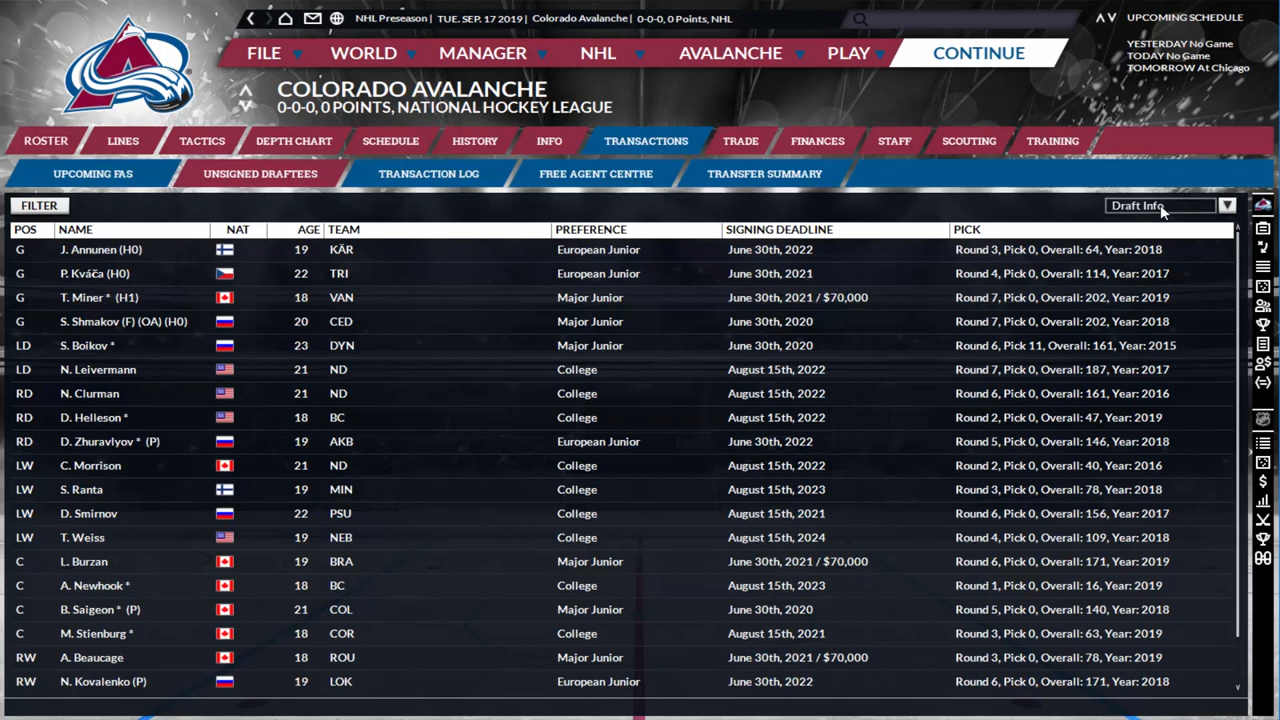 NHL Preseason | TUE. SEP. 17 2019 | Colorado Avalanche | 0-0-0, 0 Points, NHL
UPCOMING SCHEDULE
FILE WORLD MANAGER NHL AVALANCHE PLAY CONTINUE
YESTERDAY No Game
TODAY No Game
TOMORROW At Chicago
COLORADO AVALANCHE
0-0-0, 0 POINTS, NATIONAL HOCKEY LEAGUE
ROSTER LINES TACTICS DEPTH CHART SCHEDULE HISTORY INFO TRANSACTIONS TRADE FINANCES STAFF SCOUTING TRAINING
UPCOMING FAS UNSIGNED DRAFTEES TRANSACTION LOG FREE AGENT CENTRE TRANSFER SUMMARY
FILTER Draft Info
POS NAME NAT AGE TEAM PREFERENCE SIGNING DEADLINE PICK
G J. Annunen (H0) 19 KÄR European Junior June 30th, 2022 Round 3, Pick 0, Overall: 64, Year: 2018
G P. Kváča (H0) 22 TRI European Junior June 30th, 2021 Round 4, Pick 0, Overall: 114, Year: 2017
G T. Miner * (H1) 18 VAN Major Junior June 30th, 2021 / $70,000 Round 7, Pick 0, Overall: 202, Year: 2019
G S. Shmakov (F) (OA) (H0) 20 CED Major Junior June 30th, 2020 Round 7, Pick 0, Overall: 202, Year: 2018
LD S. Boikov * 23 DYN Major Junior June 30th, 2020 Round 6, Pick 11, Overall: 161, Year: 2015
LD N. Leivermann 21 ND College August 15th, 2022 Round 7, Pick 0, Overall: 187, Year: 2017
RD N. Clurman 21 ND College August 15th, 2022 Round 6, Pick 0, Overall: 161, Year: 2016
RD D. Helleson * 18 BC College August 15th, 2022 Round 2, Pick 0, Overall: 47, Year: 2019
RD D. Zhuravlyov * (P) 19 AKB European Junior June 30th, 2022 Round 5, Pick 0, Overall: 146, Year: 2018
LW C. Morrison 21 ND College August 15th, 2022 Round 2, Pick 0, Overall: 40, Year: 2016
LW S. Ranta 19 MIN College August 15th, 2023 Round 3, Pick 0, Overall: 78, Year: 2018
LW D. Smirnov 22 PSU College August 15th, 2021 Round 6, Pick 0, Overall: 156, Year: 2017
LW T. Weiss 19 NEB College August 15th, 2024 Round 4, Pick 0, Overall: 109, Year: 2018
C L. Burzan 19 BRA Major Junior June 30th, 2021 / $70,000 Round 6, Pick 0, Overall: 171, Year: 2019
C A. Newhook * 18 BC College August 15th, 2023 Round 1, Pick 0, Overall: 16, Year: 2019
C B. Saigeon * (P) 21 COL Major Junior June 30th, 2020 Round 5, Pick 0, Overall: 140, Year: 2018
C M. Stienburg * 18 COR College August 15th, 2021 Round 3, Pick 0, Overall: 63, Year: 2019
RW A. Beaucage 18 ROU Major Junior June 30th, 2021 / $70,000 Round 3, Pick 0, Overall: 78, Year: 2019
RW N. Kovalenko (P) 19 LOK European Junior June 30th, 2022 Round 6, Pick 0, Overall: 171, Year: 2018